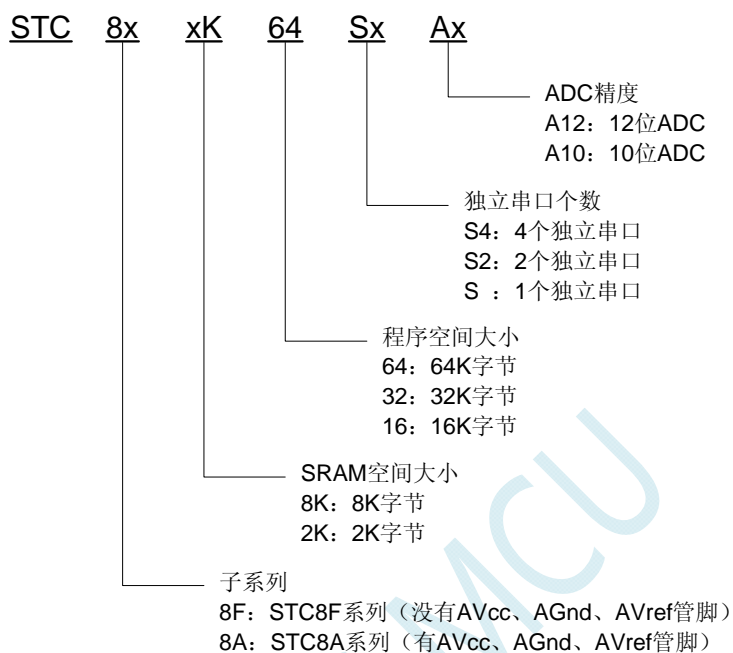 STC 8x xK 64 Sx Ax
ADC精度
A12：12位ADC
A10：10位ADC
独立串口个数
S4：4个独立串口
S2：2个独立串口
S ：1个独立串口
程序空间大小
64：64K字节
32：32K字节
16：16K字节
SRAM空间大小
8K：8K字节
2K：2K字节
子系列
8F：STC8F系列（没有AVcc、AGnd、AVref管脚）
8A：STC8A系列（有AVcc、AGnd、AVref管脚）
MCU